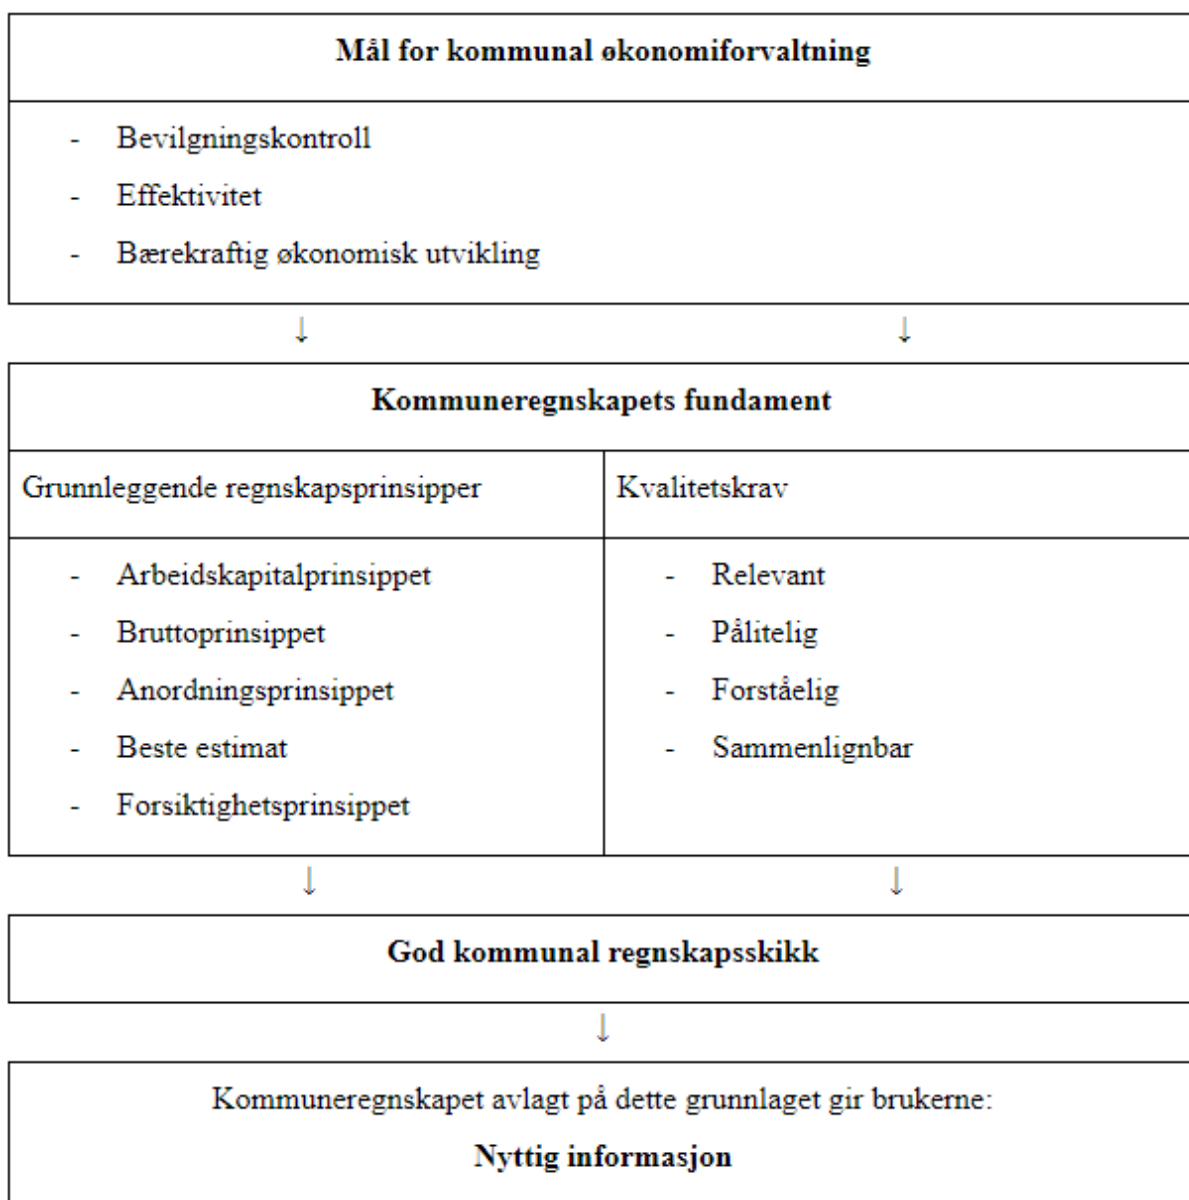 Mål for kommunal økonomiforvaltning
- Bevilgningskontroll
- Effektivitet
- Bærekraftig økonomisk utvikling
↓ ↓
Kommuneregnskapets fundament
Grunnleggende regnskapsprinsipper
- Arbeidskapitalprinsippet
- Bruttoprinsippet
- Anordningsprinsippet
- Beste estimat
- Forsiktighetsprinsippet
Kvalitetskrav
- Relevant
- Pålitelig
- Forståelig
- Sammenlignbar
↓ ↓
God kommunal regnskapsskikk
↓
Kommuneregnskapet avlagt på dette grunnlaget gir brukerne:
Nyttig informasjon